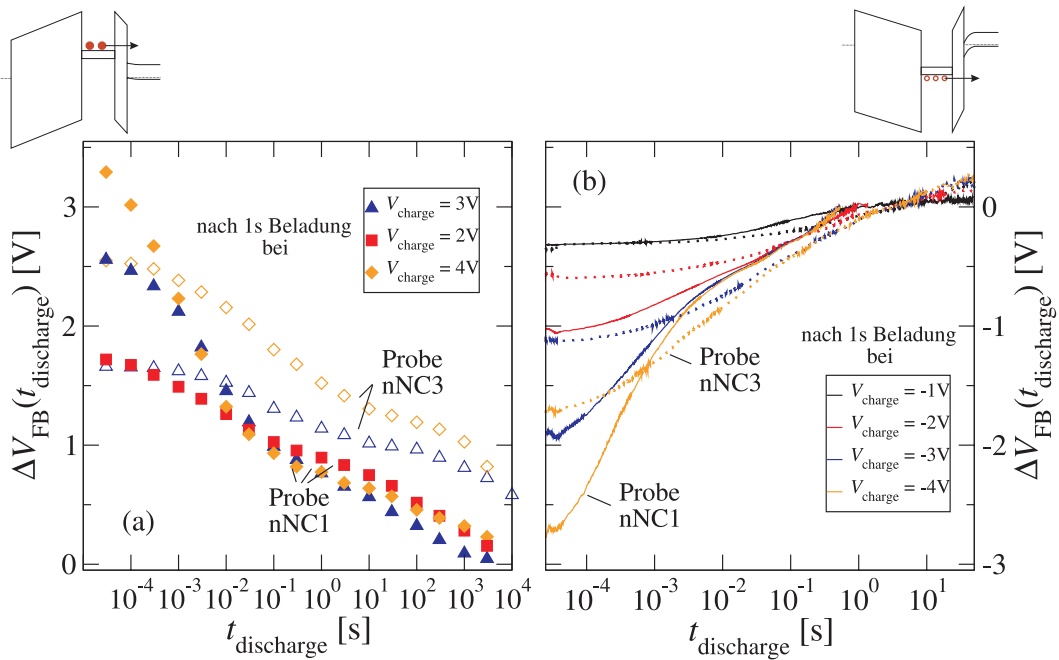 (a)
nach 1s Beladung
bei
V_charge = 3V
V_charge = 2V
V_charge = 4V
Probe
nNC3
Probe
nNC1
ΔV_FB(t_discharge) [V]
3
2
1
0
10^-4 10^-3 10^-2 10^-1 10^0 10^1 10^2 10^3 10^4
t_discharge [s]
(b)
Probe
nNC3
Probe
nNC1
nach 1s Beladung
bei
V_charge = -1V
V_charge = -2V
V_charge = -3V
V_charge = -4V
0
-1
-2
-3
ΔV_FB(t_discharge) [V]
10^-4 10^-3 10^-2 10^-1 10^0 10^1
t_discharge [s]